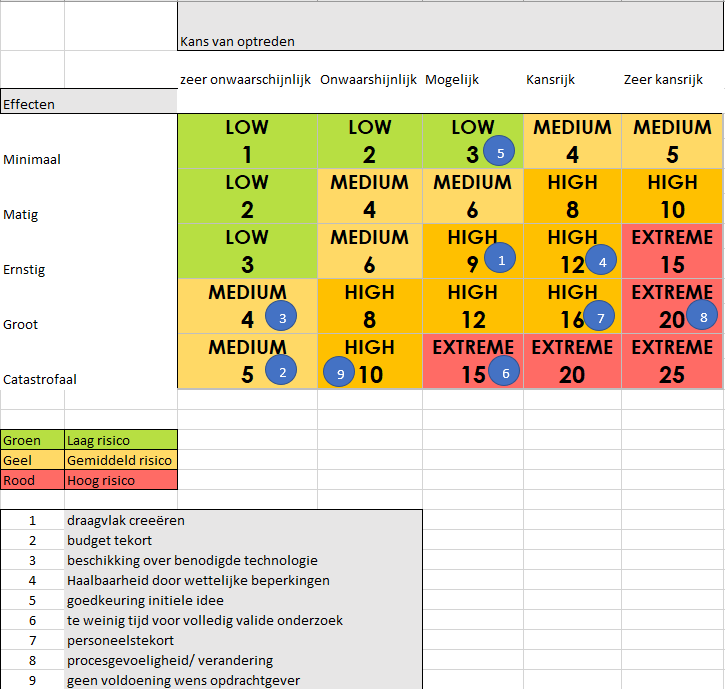 Kans van optreden
zeer onwaarschijnlijk Onwaarshijnlijk Mogelijk Kansrijk Zeer kansrijk
Effecten
LOW LOW LOW MEDIUM MEDIUM
Minimaal 1 2 3 5 4 5
LOW MEDIUM MEDIUM HIGH HIGH
Matig 2 4 6 8 10
LOW MEDIUM HIGH HIGH EXTREME
Ernstig 3 6 9 1 12 4 15
MEDIUM HIGH HIGH HIGH EXTREME
Groot 4 3 8 12 16 7 20 8
MEDIUM HIGH EXTREME EXTREME EXTREME
Catastrofaal 5 2 9 10 15 6 20 25
Groen Laag risico
Geel Gemiddeld risico
Rood Hoog risico
1 draagvlak creeëren
2 budget tekort
3 beschikking over benodigde technologie
4 Haalbaarheid door wettelijke beperkingen
5 goedkeuring initiele idee
6 te weinig tijd voor volledig valide onderzoek
7 personeelstekort
8 procesgevoeligheid/ verandering
9 geen voldoening wens opdrachtgever